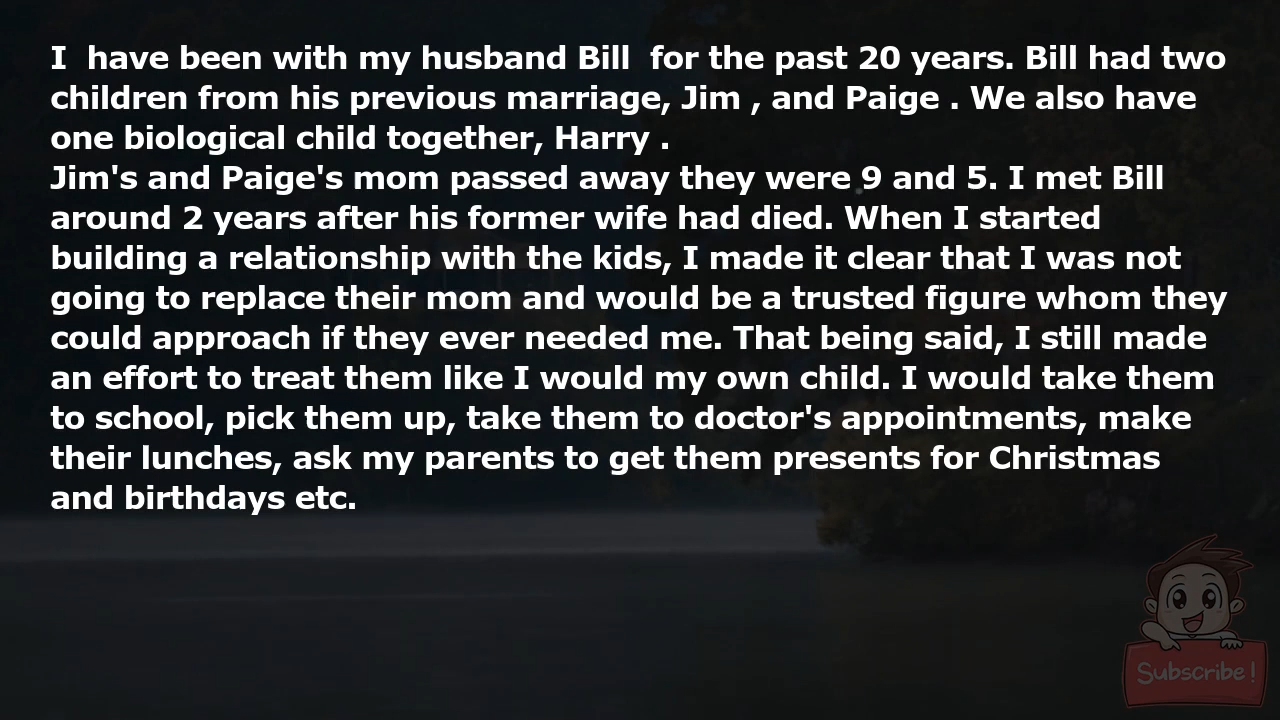 I  have been with my husband Bill  for the past 20 years. Bill had two
children from his previous marriage, Jim , and Paige . We also have
one biological child together, Harry .
Jim's and Paige's mom passed away they were 9 and 5. I met Bill
around 2 years after his former wife had died. When I started
building a relationship with the kids, I made it clear that I was not
going to replace their mom and would be a trusted figure whom they
could approach if they ever needed me. That being said, I still made
an effort to treat them like I would my own child. I would take them
to school, pick them up, take them to doctor's appointments, make
their lunches, ask my parents to get them presents for Christmas
and birthdays etc.
Subscribe!